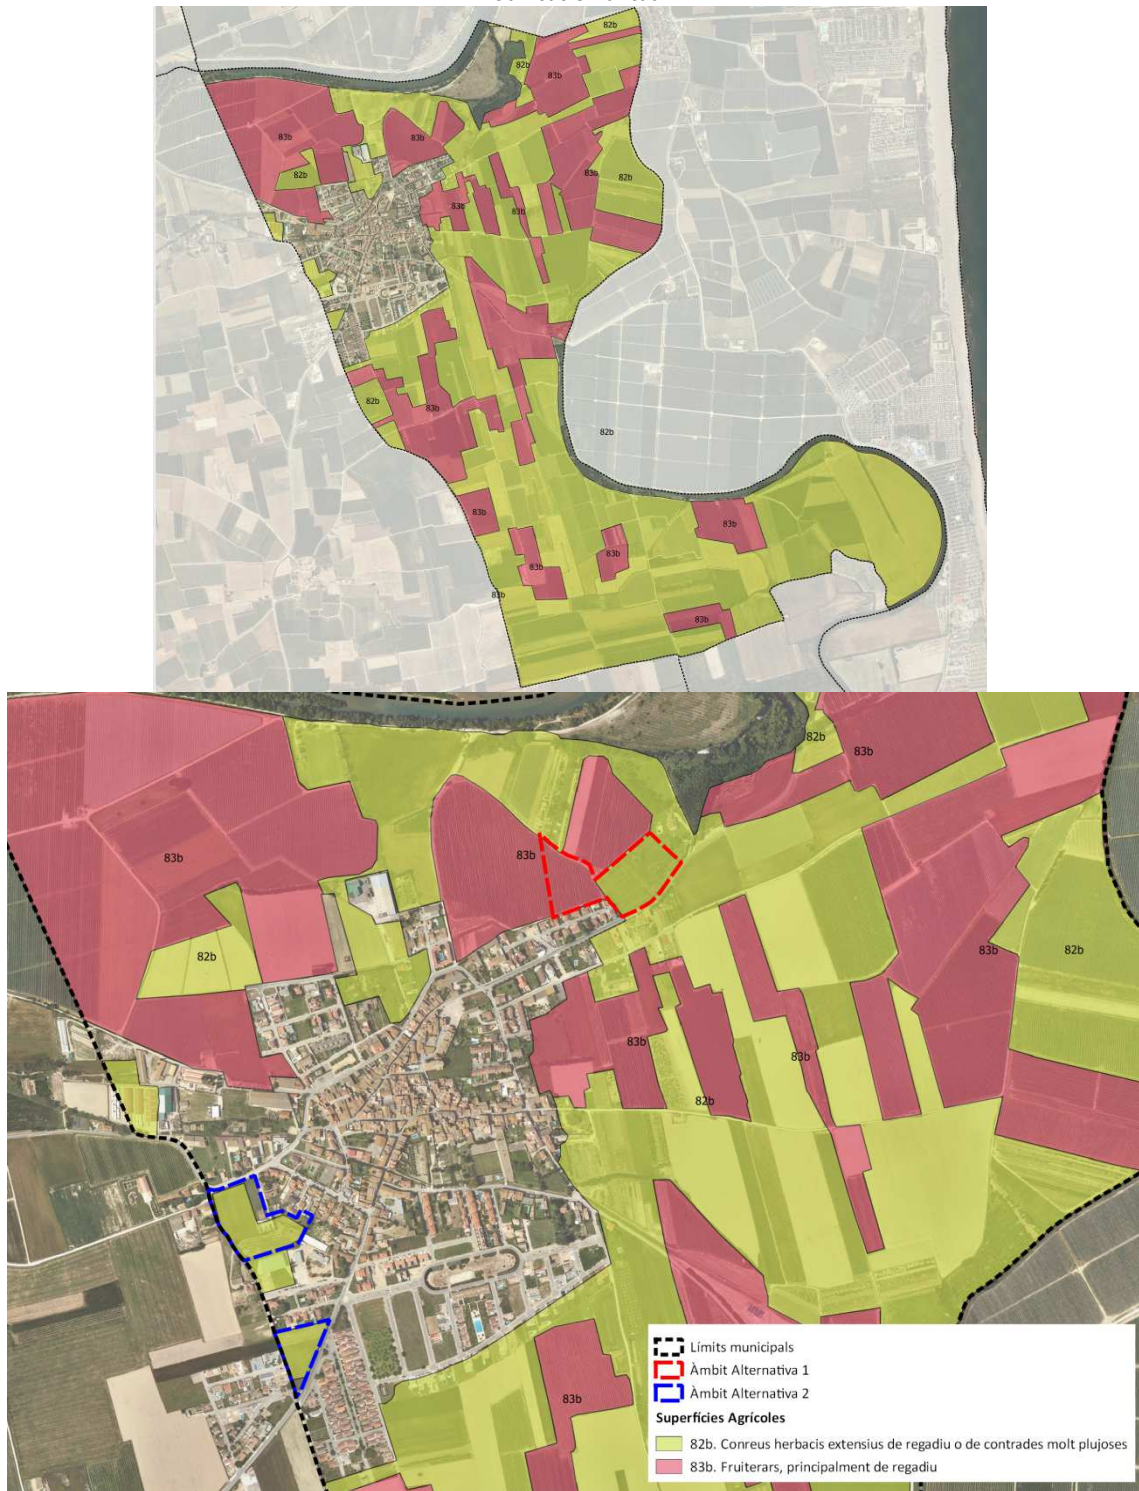 82b
82b
83b
83b
83b
82b
83b
82b
83b
83b
82b
83b
82b
83b
83b
83b
83b
83b
83b
82b
83b
83b
83b
82b
83b
82b
83b
83b
82b
83b
Límits municipals
Àmbit Alternativa 1
Àmbit Alternativa 2
Superfícies Agrícoles
82b. Conreus herbacis extensius de regadiu o de contrades molt plujoses
83b. Fruiterars, principalment de regadiu